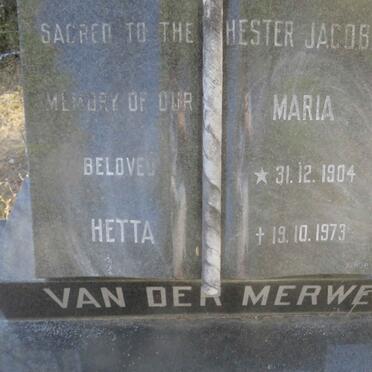 SACRED TO THE
MEMORY OF OUR
BELOVED
HETTA
HESTER JACOB
MARIA
★ 31.12.1904
✝ 19.10.1973
VAN DER MERWE